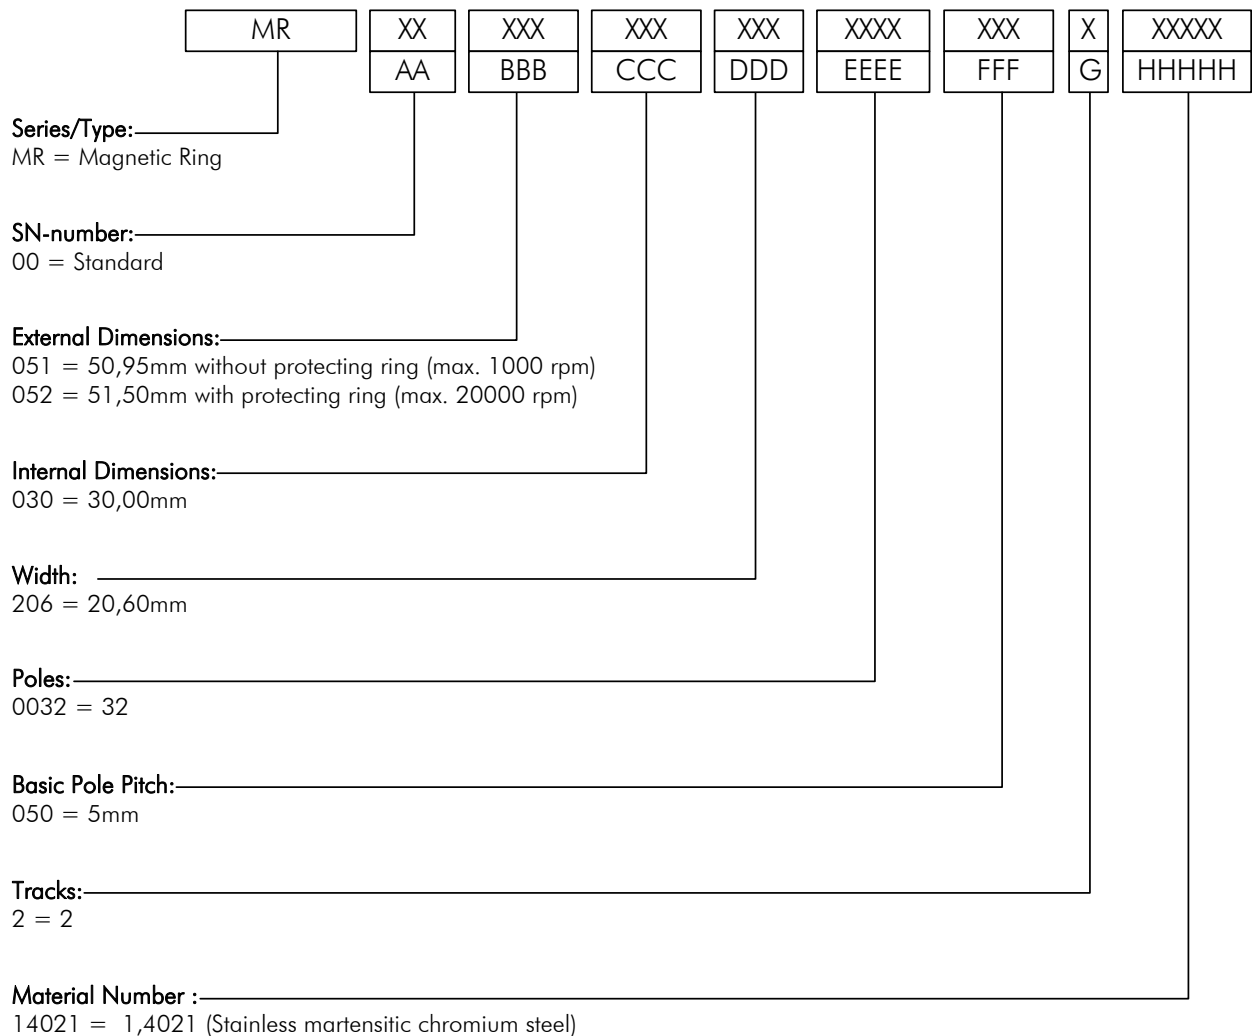 MR XX XXX XXX XXX XXXX XXX X XXXXX
AA BBB CCC DDD EEEE FFF G HHHHH
Series/Type:
MR = Magnetic Ring
SN-number:
00 = Standard
External Dimensions:
051 = 50,95mm without protecting ring (max. 1000 rpm)
052 = 51,50mm with protecting ring (max. 20000 rpm)
Internal Dimensions:
030 = 30,00mm
Width:
206 = 20,60mm
Poles:
0032 = 32
Basic Pole Pitch:
050 = 5mm
Tracks:
2 = 2
Material Number :
14021 = 1,4021 (Stainless martensitic chromium steel)